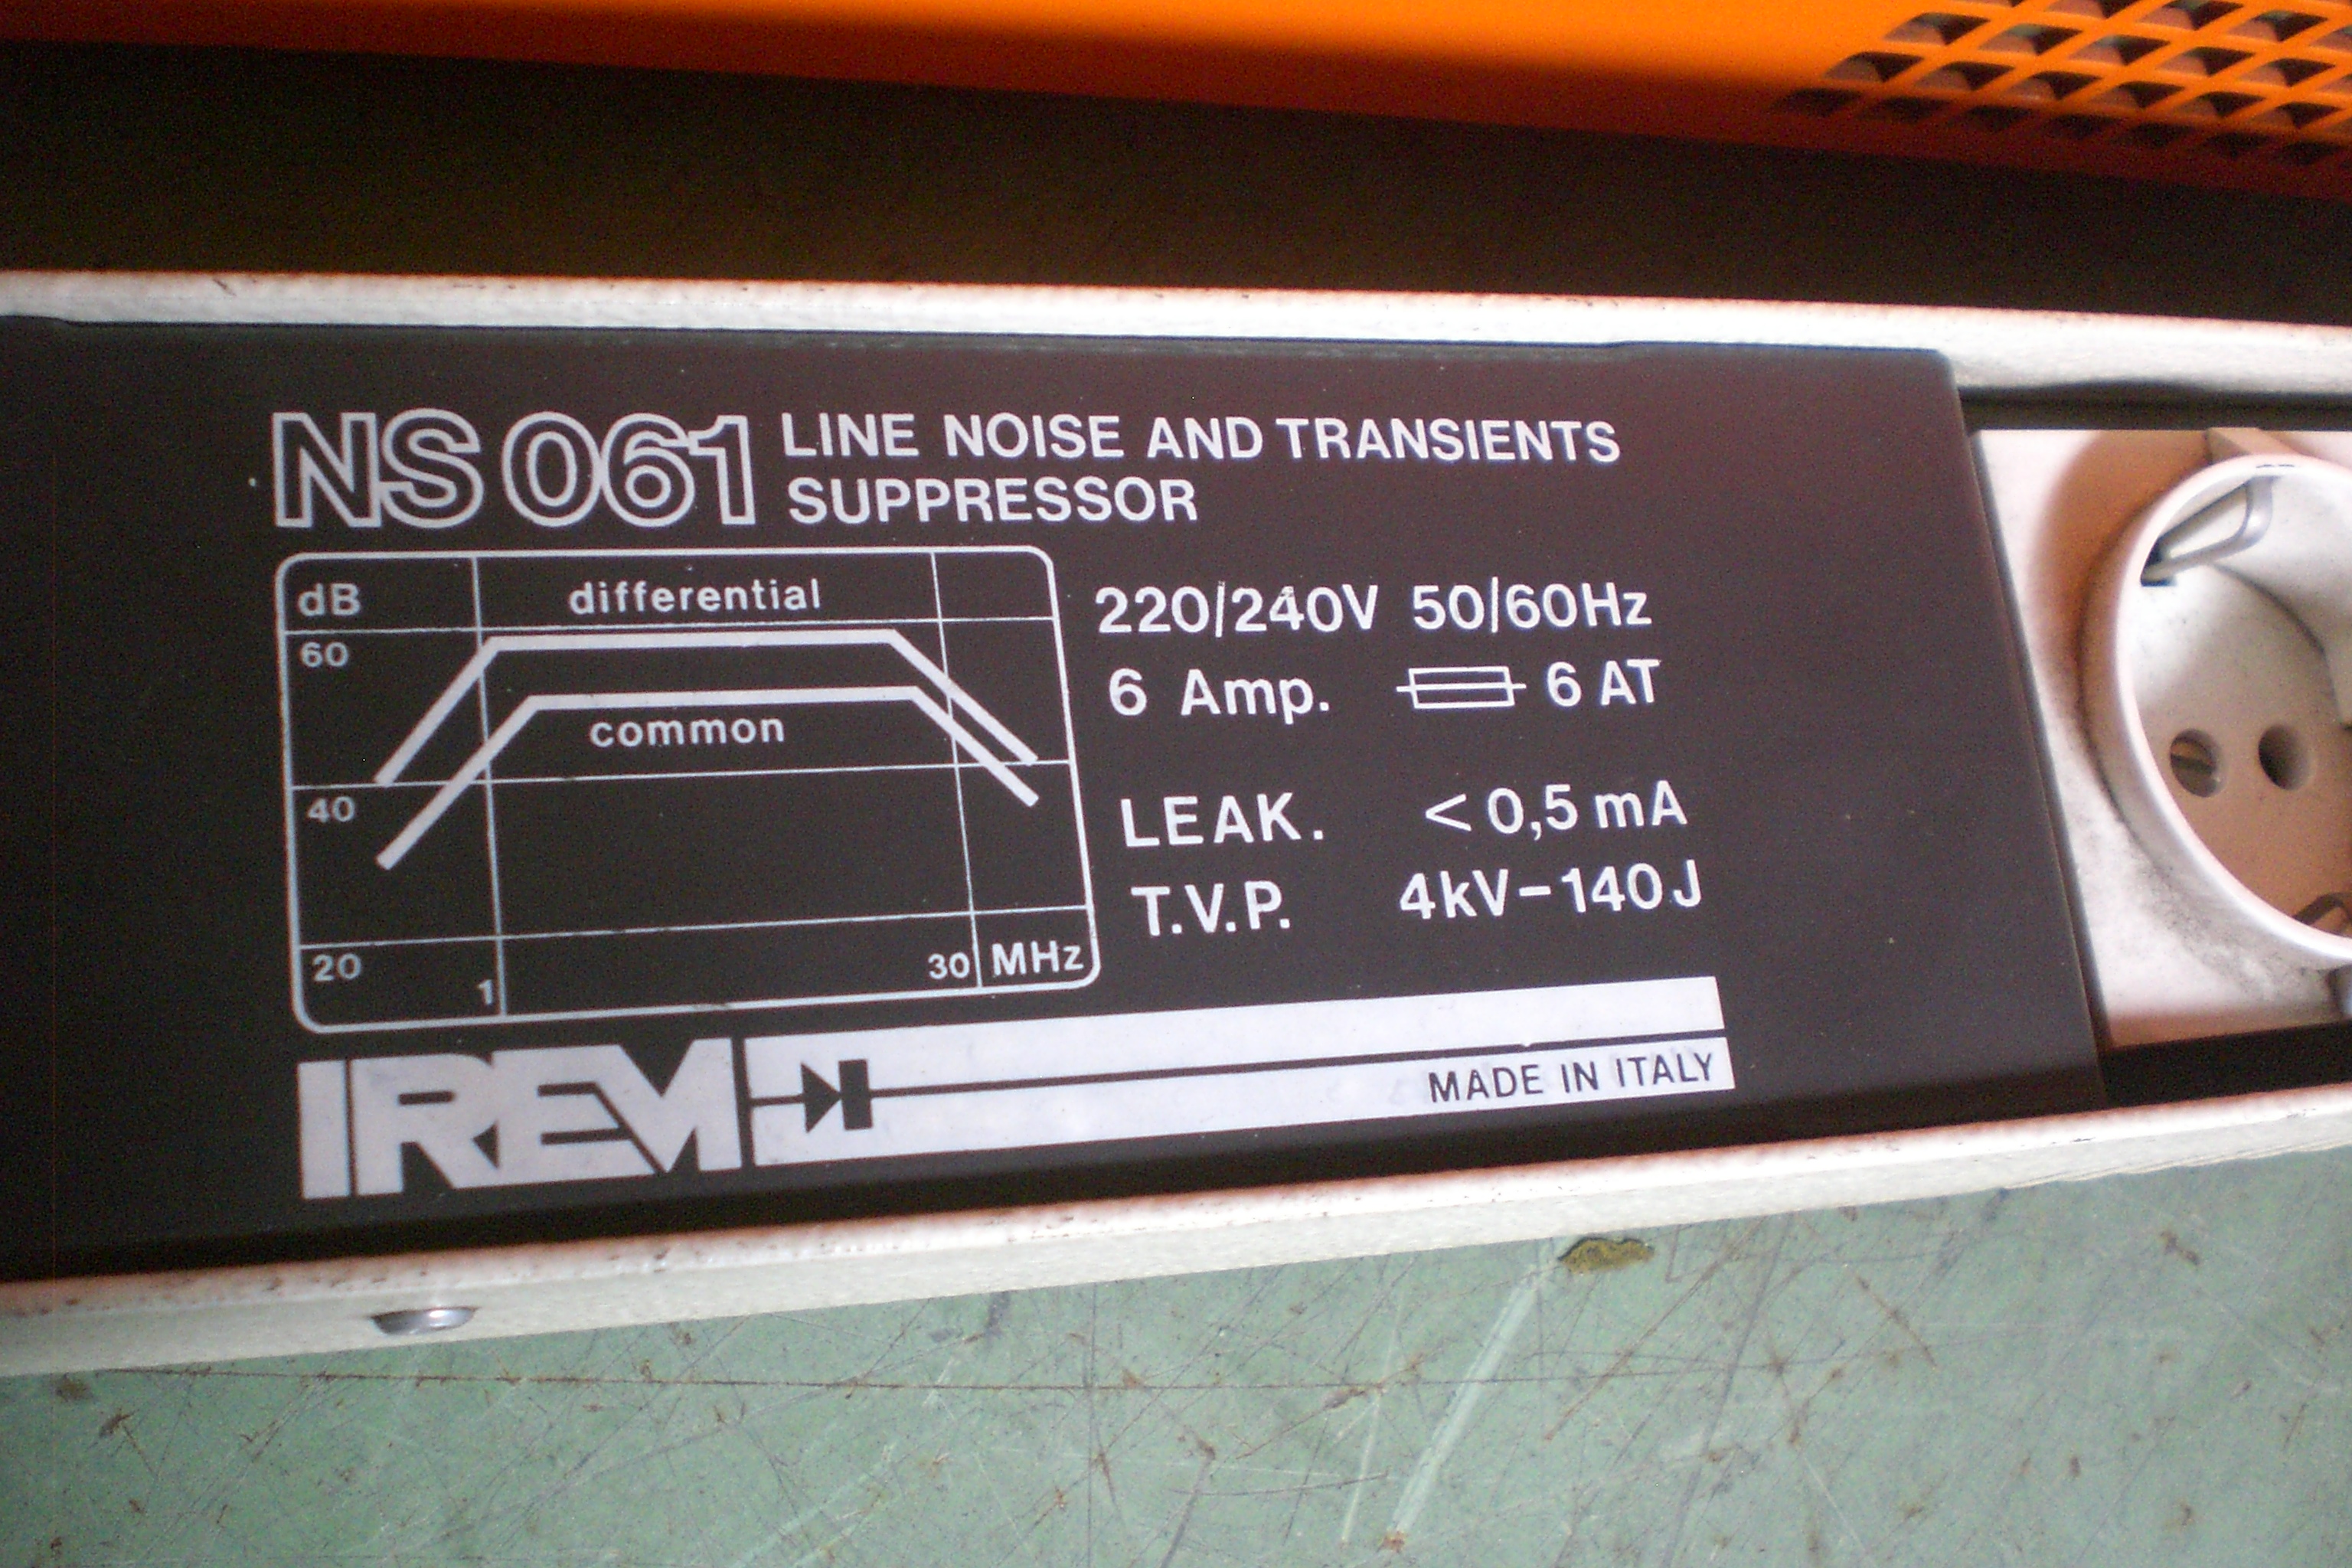 NS 061 LINE NOISE AND TRANSIENTS
SUPPRESSOR
dB differential
60
common
40
20
1
30 MHz
220/240V 50/60Hz
6 Amp. 6 AT
LEAK. < 0,5 mA
T.V.P. 4kV-140J
IREM
MADE IN ITALY